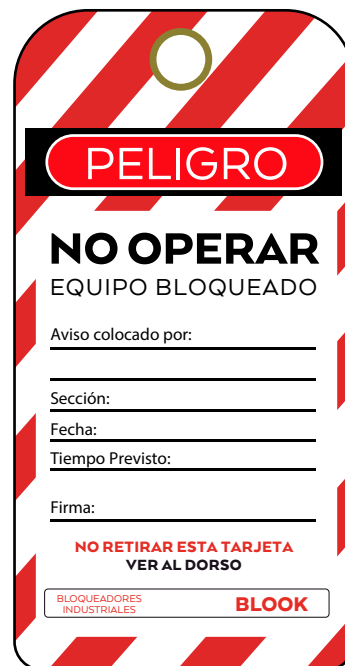 PELIGRO
NO OPERAR
EQUIPO BLOQUEADO
Aviso colocado por:
Sección:
Fecha:
Tiempo Previsto:
Firma:
NO RETIRAR ESTA TARJETA
VER AL DORSO
BLOQUEADORES
INDUSTRIALES
BLOOK